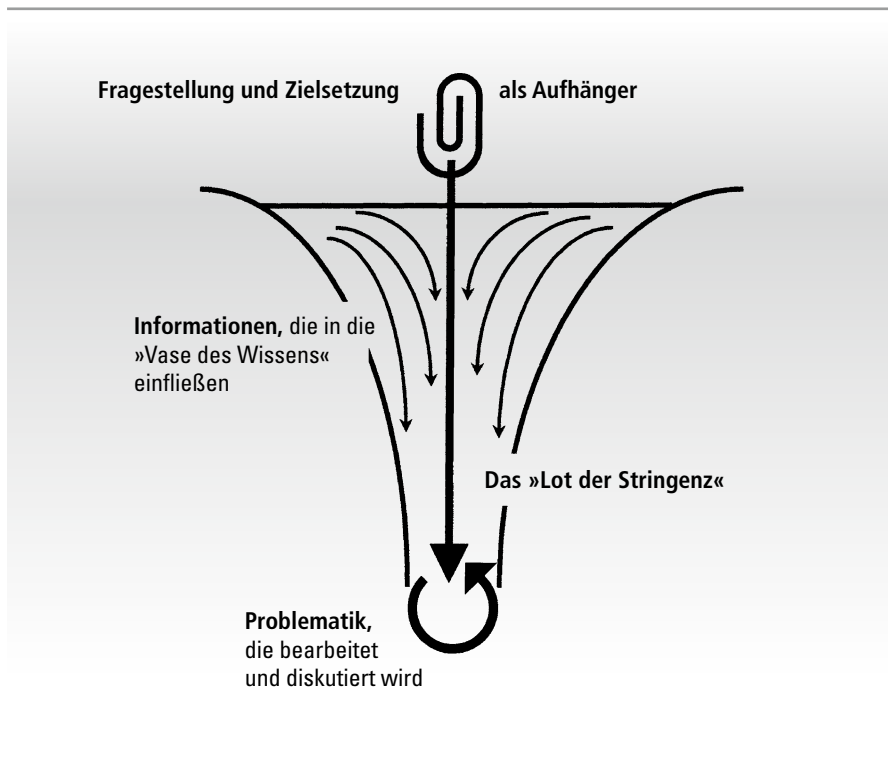 Fragestellung und Zielsetzung als Aufhänger
Informationen, die in die
»Vase des Wissens«
einfließen
Das »Lot der Stringenz«
Problematik,
die bearbeitet
und diskutiert wird